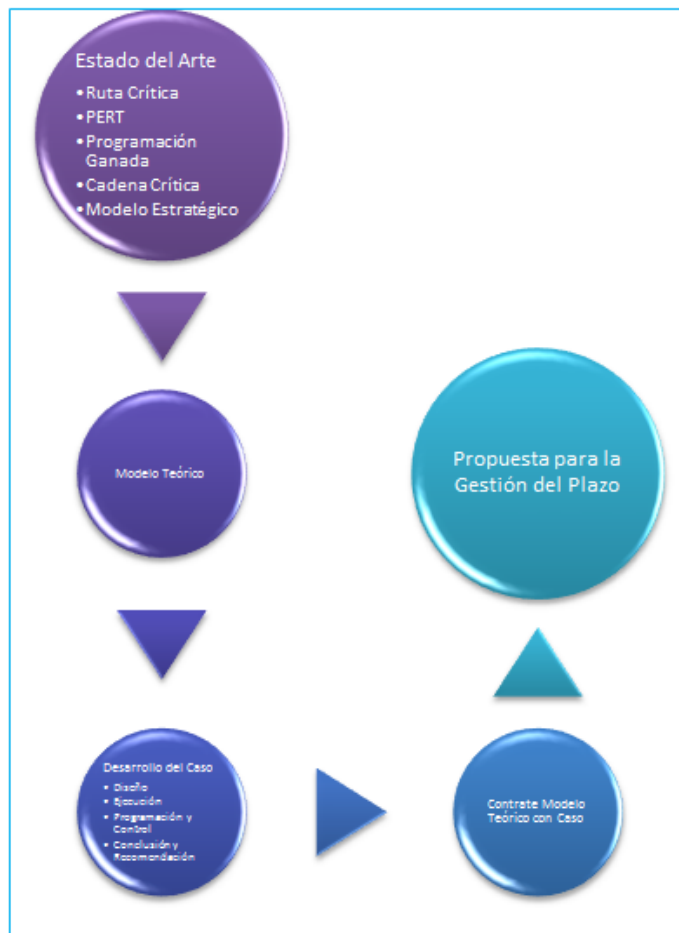 Estado del Arte
•Ruta Crítica
•PERT
•Programación
Ganada
•Cadena Crítica
•Modelo Estratégico
Modelo Teórico
Desarrollo del Caso
• Diseño
• Ejecución
• Programación y
Control
• Conclusión y
Recomendación
Contrate Modelo
Teórico con Caso
Propuesta para la
Gestión del Plazo